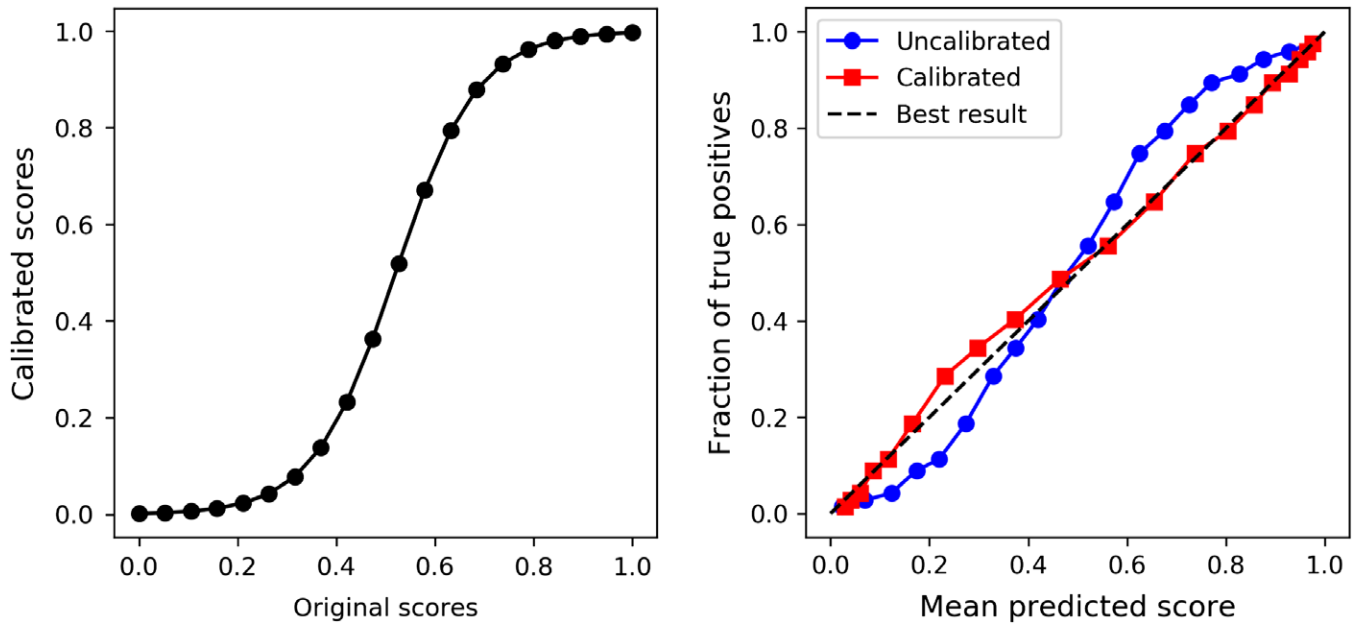 Calibrated scores
1.0
0.8
0.6
0.4
0.2
0.0
0.0 0.2 0.4 0.6 0.8 1.0
Original scores
Fraction of true positives
1.0
0.8
0.6
0.4
0.2
0.0
Uncalibrated
Calibrated
Best result
0.0 0.2 0.4 0.6 0.8 1.0
Mean predicted score